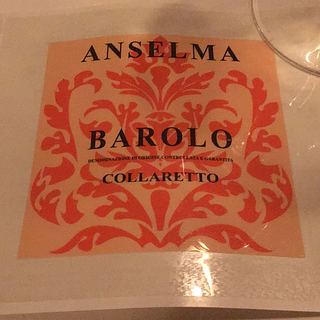 ANSELMA
BAROLO
DENOMINAZIONE DI ORIGINE CONTROLLATA E GARANTITA
COLLARETTO